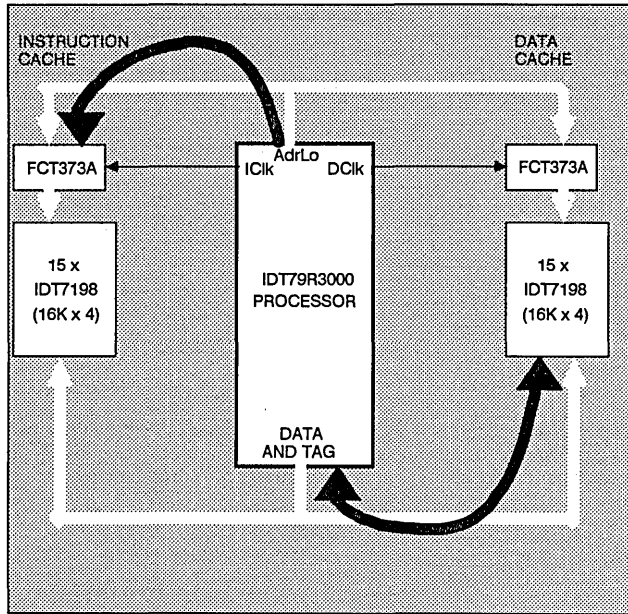 INSTRUCTION
CACHE
DATA
CACHE
FCT373A
AdrLo
IClk
DClk
FCT373A
15 x
IDT7198
(16K x 4)
IDT79R3000
PROCESSOR
15 x
IDT7198
(16K x 4)
DATA
AND TAG